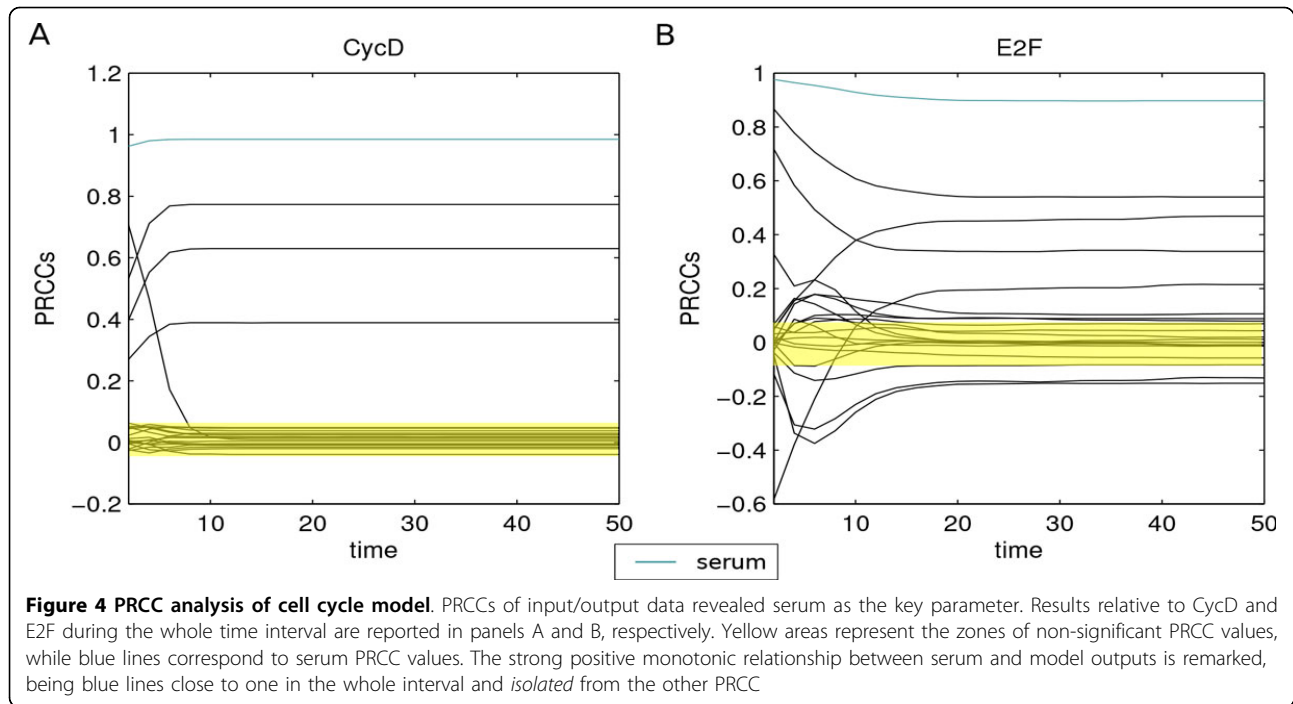 A
CycD
1.2
1
0.8
0.6
0.4
0.2
0
−0.2
PRCCs
10
20
30
40
50
time
B
E2F
1
0.8
0.6
0.4
0.2
0
−0.2
−0.4
−0.6
PRCCs
10
20
30
40
50
time
serum
Figure 4 PRCC analysis of cell cycle model. PRCCs of input/output data revealed serum as the key parameter. Results relative to CycD and
E2F during the whole time interval are reported in panels A and B, respectively. Yellow areas represent the zones of non-significant PRCC values,
while blue lines correspond to serum PRCC values. The strong positive monotonic relationship between serum and model outputs is remarked,
being blue lines close to one in the whole interval and isolated from the other PRCC